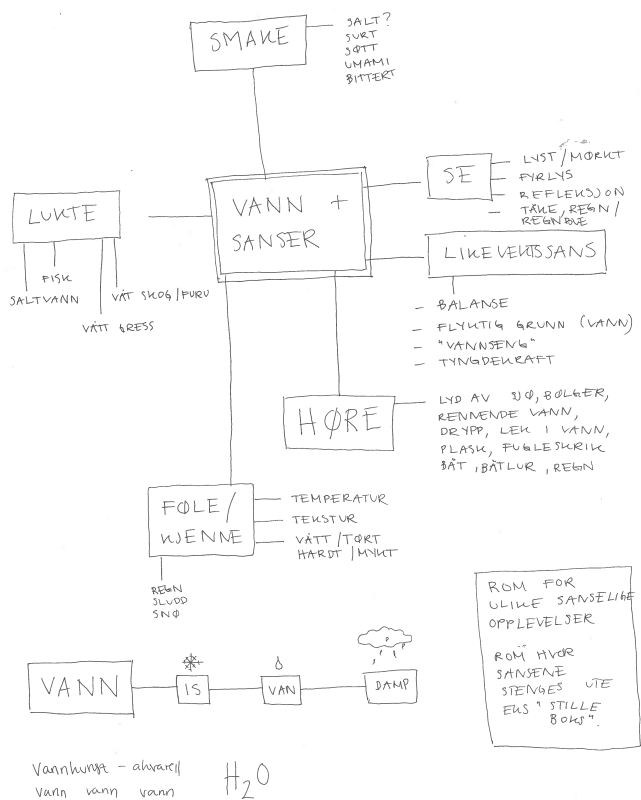 SMAKE
SALT?
SURT
SØTT
UMAMI
BITTERT
VANN +
SANSER
SE
LYST/MØRKT
FYRLYS
REFLEKSJON
TÅKE, REGN/
REGNBUE
LUKTE
FISK
SALTVANN
VÅT SKOG/FURU
VÅTT GRESS
LIKEVEKTSSANS
- BALANSE
- FLYKTIG GRUNN (VANN)
- "VANNSENG"
- TYNGDEKRAFT
HØRE
LYD AV SJØ, BØLGER,
RENNENDE VANN,
DRYPP, LEK I VANN,
PLASK, FUGLESKRIK
BÅT, BÅTLUR, REGN
FØLE/
KJENNE
TEMPERATUR
TEKSTUR
VÅTT/TØRT
HARDT/MYKT
REGN
SLUDD
SNØ
ROM FOR
ULIKE SANSELIGE
OPPLEVELSER
ROM HVOR
SANSENE
STENGES UTE
EKS "STILLE
BOKS".
VANN
IS
VAN
DAMP
Vannkunst - akvarell
vann vann vann
H2O